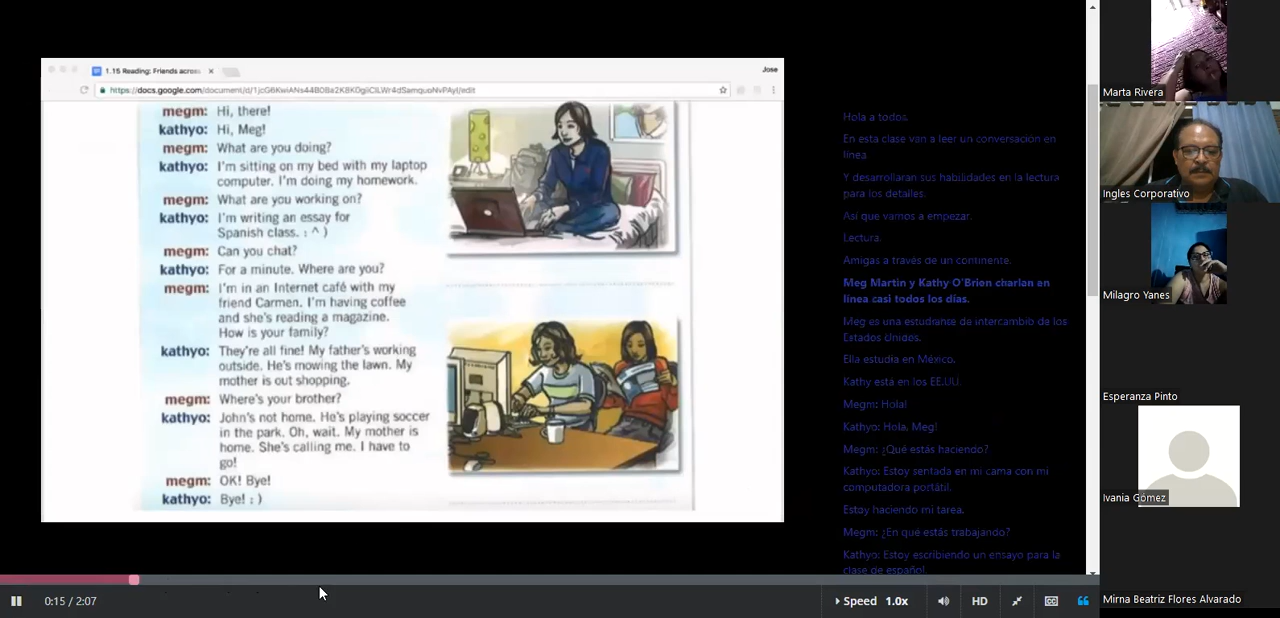 1.15 Reading: Friends across
Jose
megm: Hi, there!
kathyo: Hi, Meg!
megm: What are you doing?
kathyo: I'm sitting on my bed with my laptop
computer. I'm doing my homework.
megm: What are you working on?
kathyo: I'm writing an essay for
Spanish class. : ^ )
megm: Can you chat?
kathyo: For a minute. Where are you?
megm: I'm in an Internet café with my
friend Carmen. I'm having coffee
and she's reading a magazine.
How is your family?
kathyo: They're all fine! My father's working
outside. He's mowing the lawn. My
mother is out shopping.
megm: Where's your brother?
kathyo: John's not home. He's playing soccer
in the park. Oh, wait. My mother is
home. She's calling me. I have to
go!
megm: OK! Bye!
kathyo: Bye! : )
Hola a todos.
En esta clase van a leer un conversación en
línea
Y desarrollaran sus habilidades en la lectura
para los detalles.
Así que vamos a empezar.
Lectura.
Amigas a través de un continente.
Meg Martin y Kathy O'Brien charlan en
línea casi todos los días.
Meg es una estudiante de intercambio de los
Estados Unidos.
Ella estudia en México.
Kathy está en los EE.UU.
Megm: Hola!
Kathyo: Hola, Meg!
Megm: ¿Qué estás haciendo?
Kathyo: Estoy sentada en mi cama con mi
computadora portátil.
Estoy haciendo mi tarea.
Megm: ¿En qué estás trabajando?
Kathyo: Estoy escribiendo un ensayo para la
clase de español.
0:15 / 2:07
Speed 1.0x
HD
CC
Marta Rivera
Ingles Corporativo
Milagro Yanes
Esperanza Pinto
Ivania Gómez
Mirna Beatriz Flores Alvarado